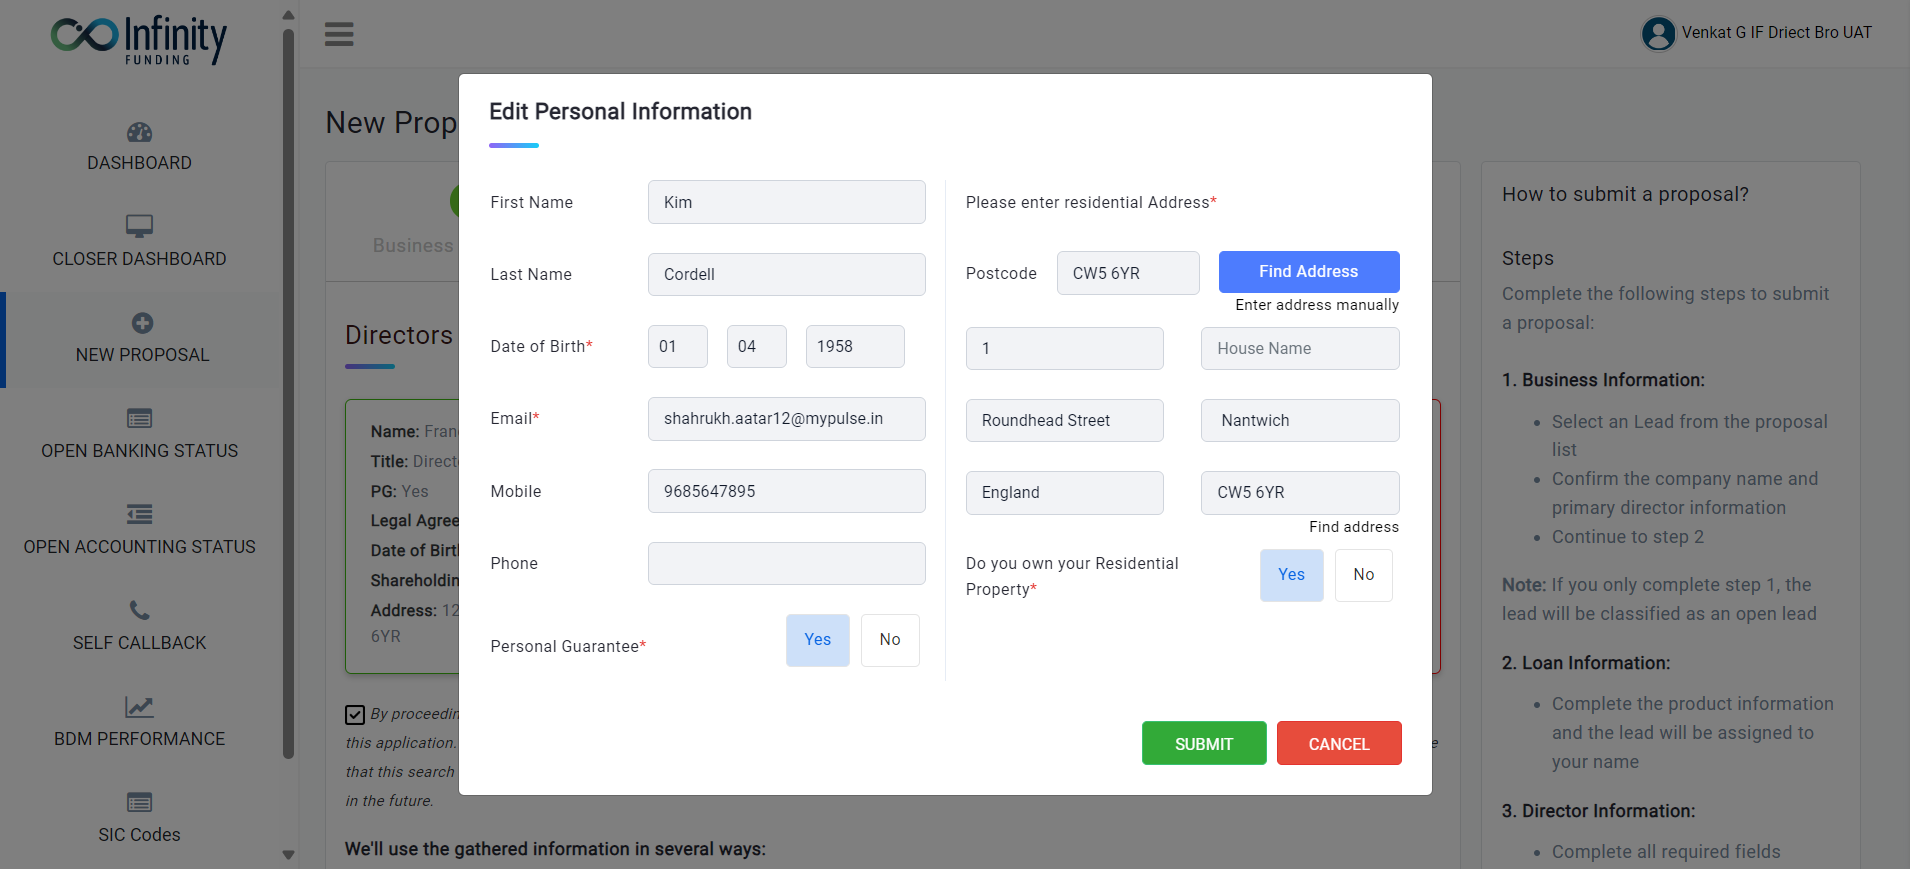 Infinity
FUNDING
DASHBOARD
CLOSER DASHBOARD
NEW PROPOSAL
OPEN BANKING STATUS
OPEN ACCOUNTING STATUS
SELF CALLBACK
BDM PERFORMANCE
SIC Codes
Venkat G IF Driect Bro UAT
New Prop
Business
Directors
Name: Fran
Title: Direct
PG: Yes
Legal Agree
Date of Birt
Shareholdin
Address: 12
6YR
By proceedin
this application.
that this search
in the future.
We'll use the gathered information in several ways:
Edit Personal Information
First Name
Kim
Last Name
Cordell
Date of Birth*
01
04
1958
Email*
shahrukh.aatar12@mypulse.in
Mobile
9685647895
Phone
Personal Guarantee*
Yes
No
Please enter residential Address*
Postcode
CW5 6YR
Find Address
Enter address manually
1
House Name
Roundhead Street
Nantwich
England
CW5 6YR
Find address
Do you own your Residential
Property*
Yes
No
SUBMIT
CANCEL
e
How to submit a proposal?
Steps
Complete the following steps to submit
a proposal:
1. Business Information:
• Select an Lead from the proposal
list
• Confirm the company name and
primary director information
• Continue to step 2
Note: If you only complete step 1, the
lead will be classified as an open lead
2. Loan Information:
• Complete the product information
and the lead will be assigned to
your name
3. Director Information:
• Complete all required fields